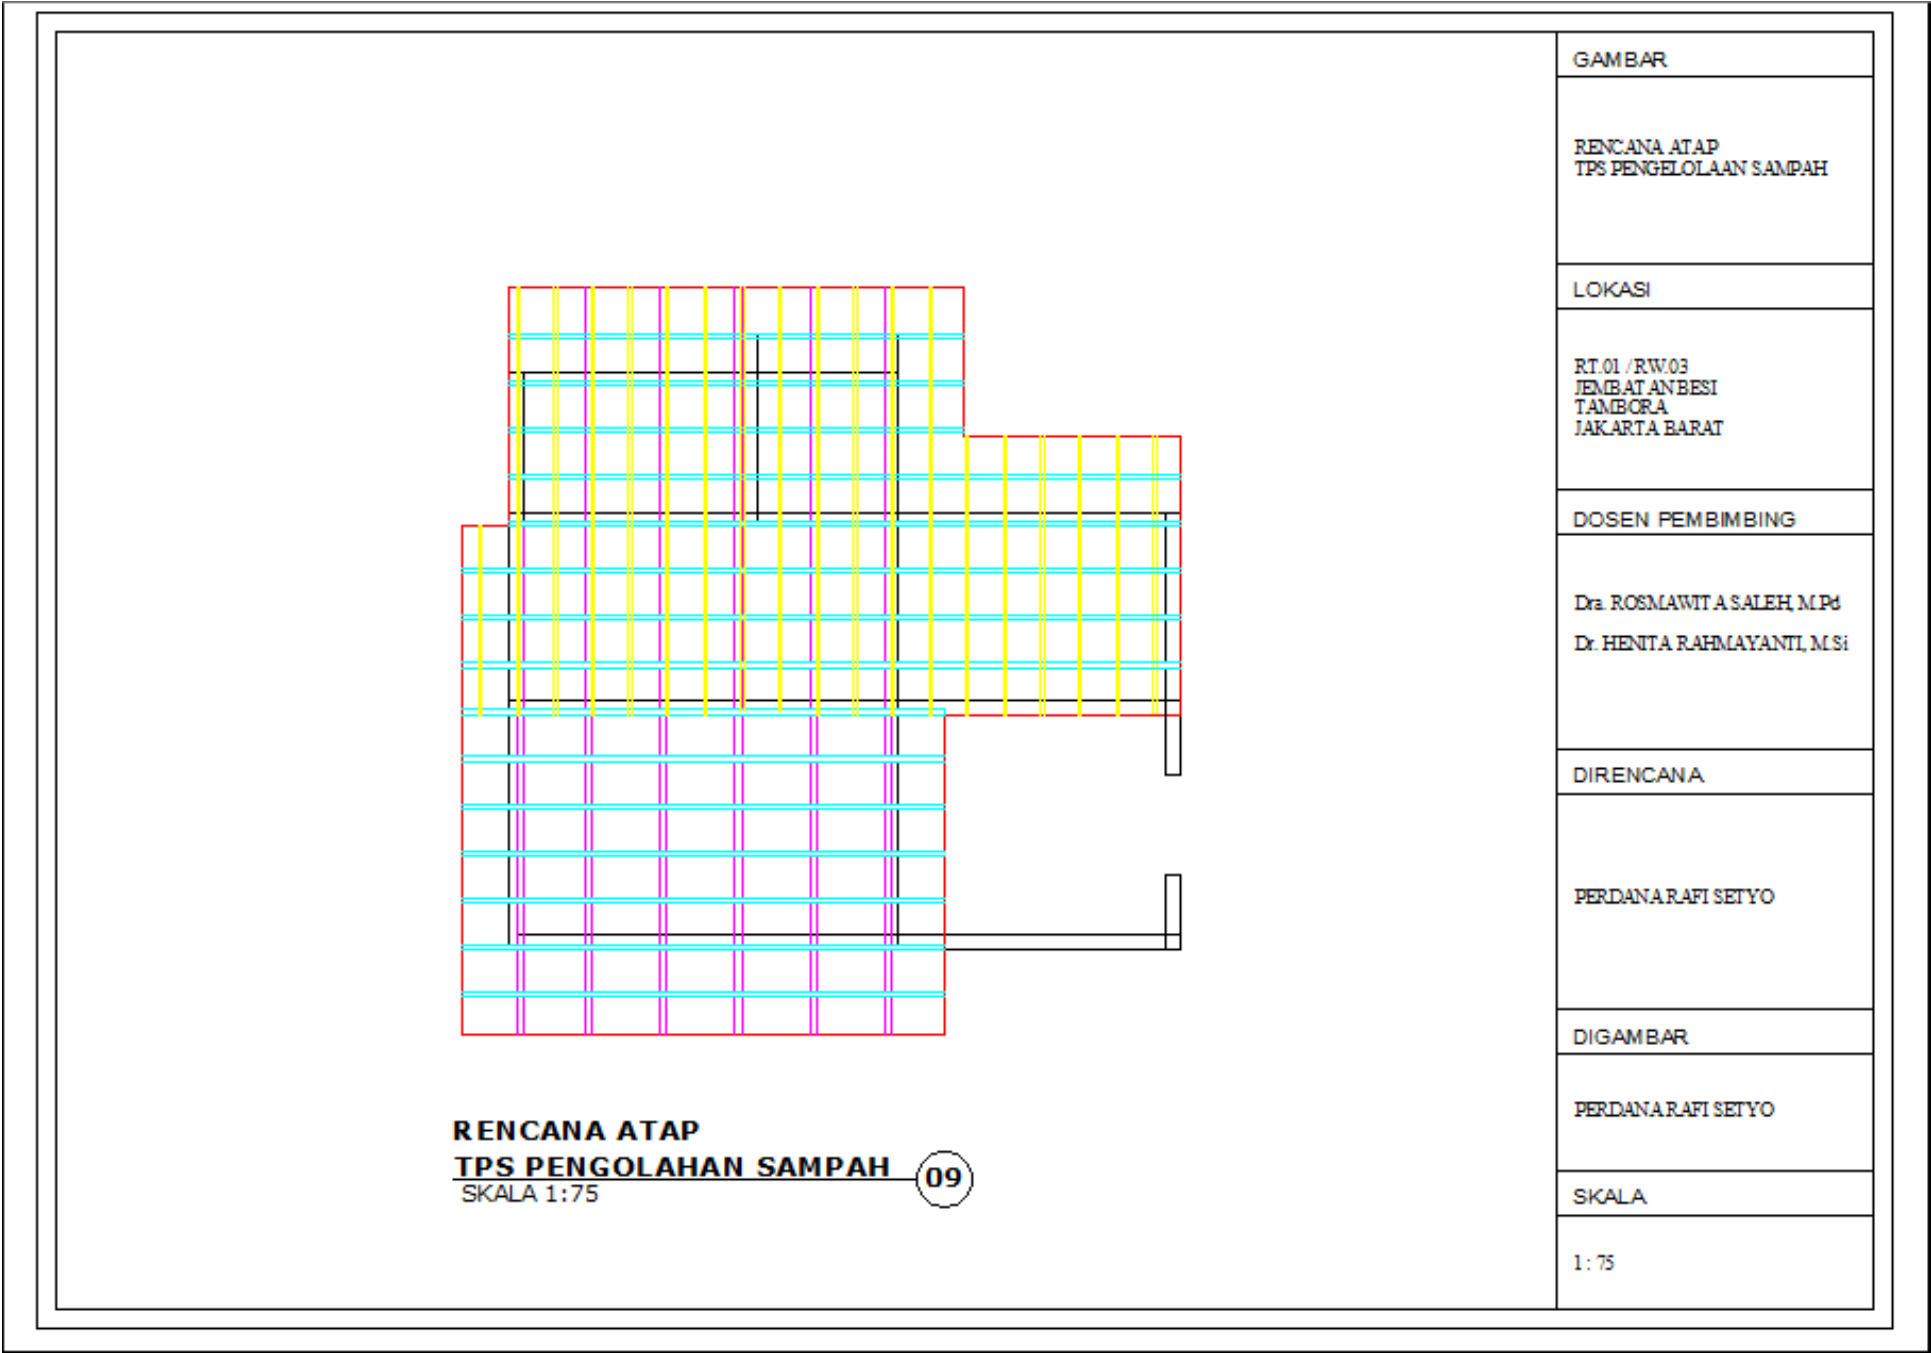 GAMBAR
RENCANA ATAP
TPS PENGELOLAAN SAMPAH
LOKASI
RT.01 / RW.03
JEMBATAN BESI
TAMBORA
JAKARTA BARAT
DOSEN PEMBIMBING
Dra. ROSMAWITA SALEH, M.Pd
Dr. HENITA RAHMAYANTI, M.Si
DIRENCANA
PERDANA RAFI SETYO
DIGAMBAR
PERDANA RAFI SETYO
SKALA
1 : 75
RENCANA ATAP
TPS PENGOLAHAN SAMPAH
09
SKALA 1:75